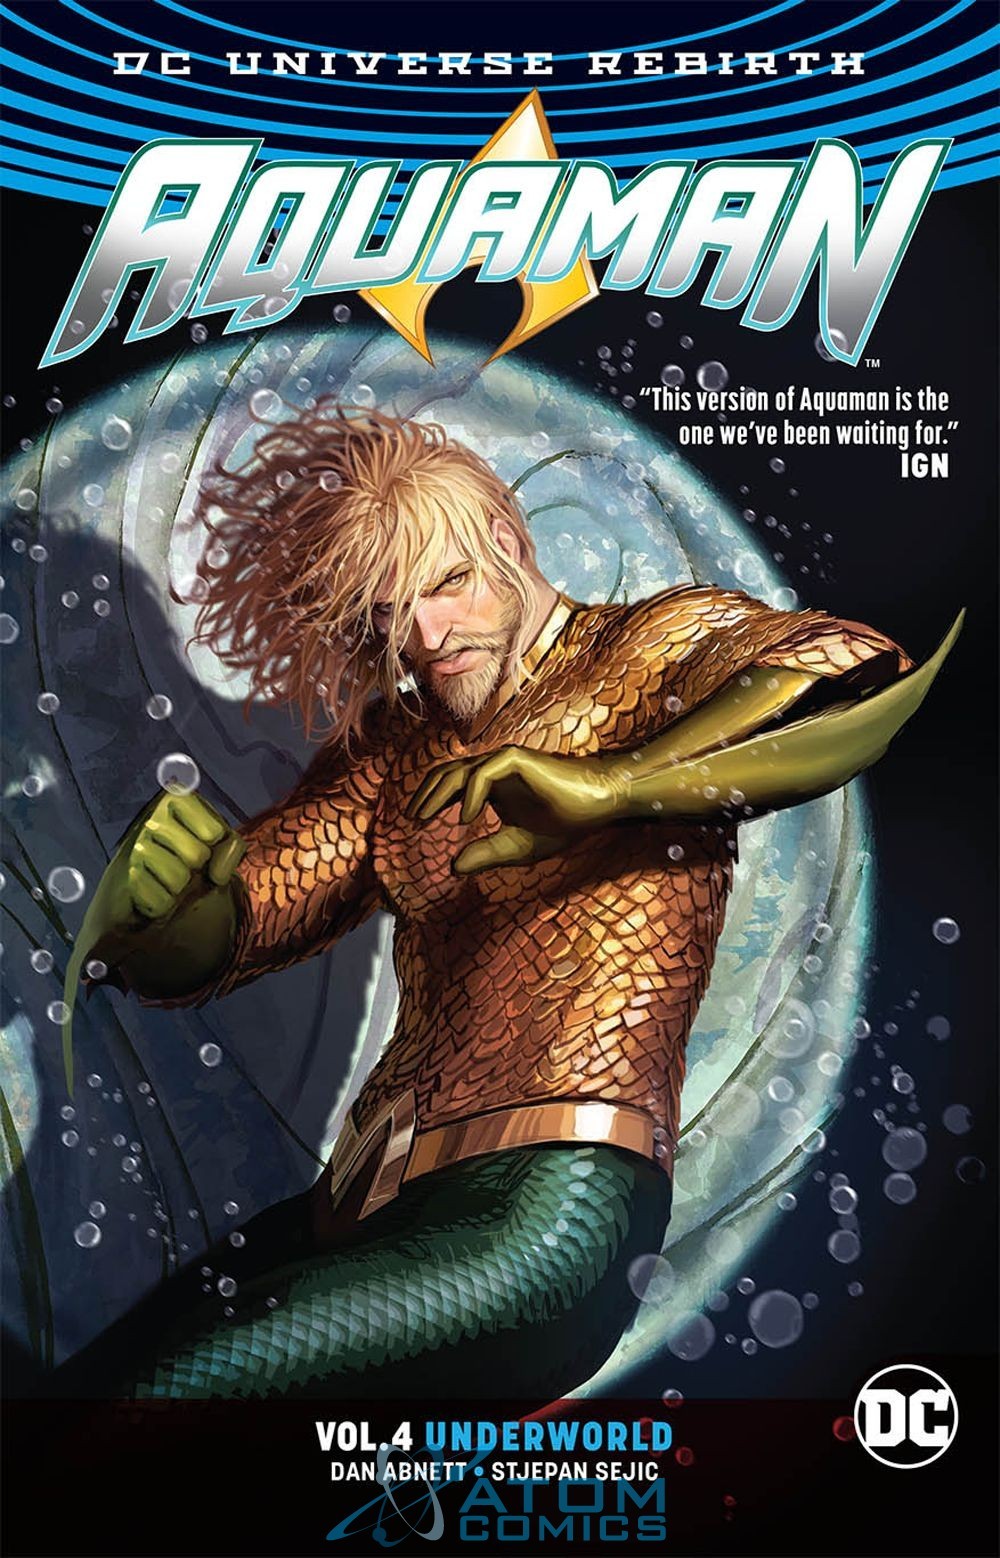 DC UNIVERSE REBIRTH
AQUAMAN
™
"This version of Aquaman is the
one we've been waiting for."
IGN
DC
VOL.4 UNDERWORLD
DAN ABNETT • STJEPAN SEJIC
ATOM
COMICS